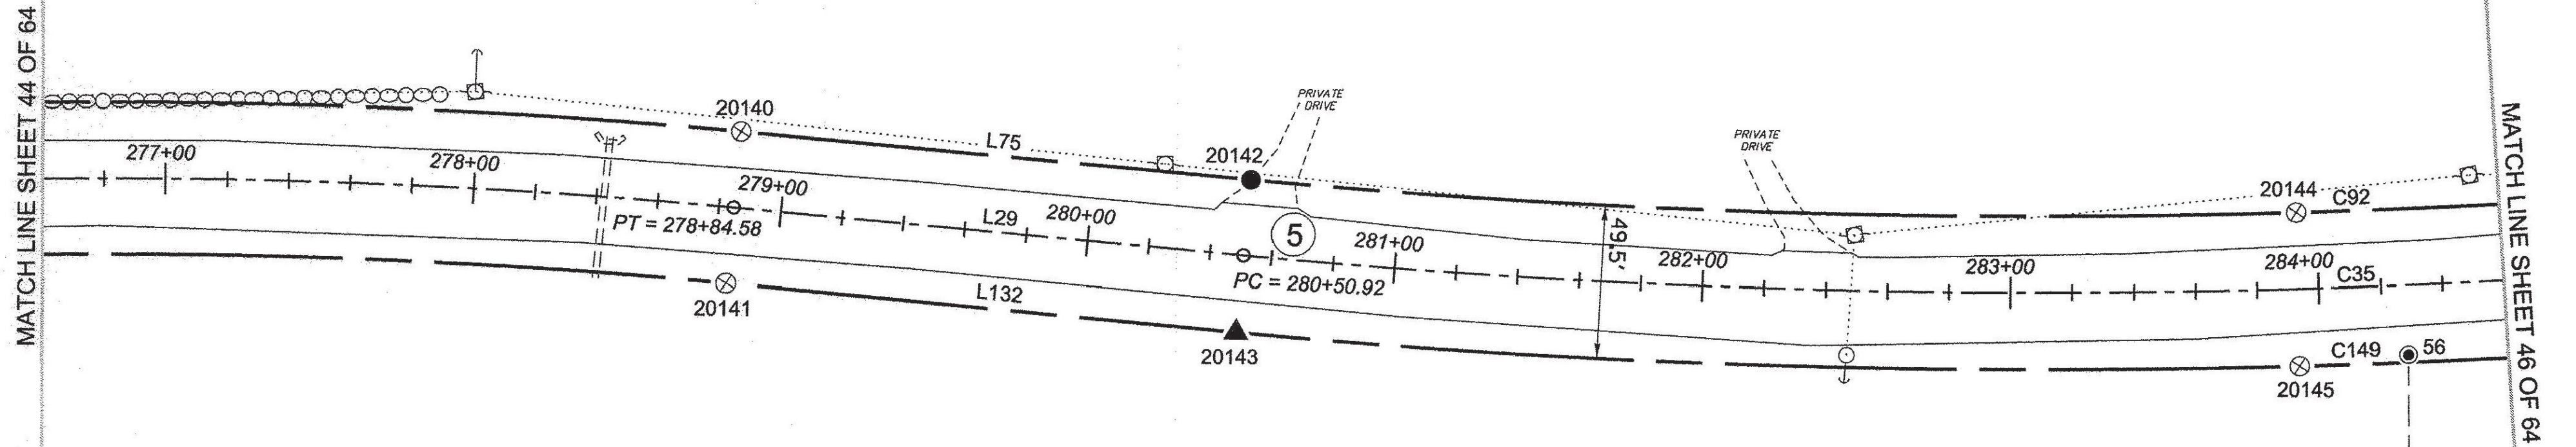 MATCH LINE SHEET 44 OF 64
277+00
278+00
20140
279+00
PT = 278+84.58
20141
L75
L29
L132
280+00
20142
PRIVATE
DRIVE
5
281+00
PC = 280+50.92
20143
49.5'
282+00
PRIVATE
DRIVE
283+00
284+00
20144
C92
C35
C149
56
20145
MATCH LINE SHEET 46 OF 64